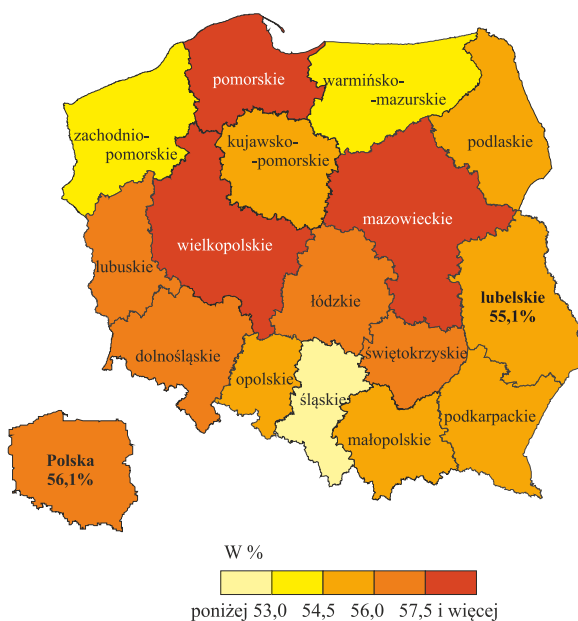 pomorskie
warmińsko-
-mazurskie
zachodnio-
pomorskie
kujawsko-
-pomorskie
podlaskie
mazowieckie
wielkopolskie
lubuskie
łódzkie
lubelskie
55,1%
dolnośląskie
świętokrzyskie
opolskie
śląskie
podkarpackie
małopolskie
Polska
56,1%
W %
poniżej 53,0 54,5 56,0 57,5 i więcej